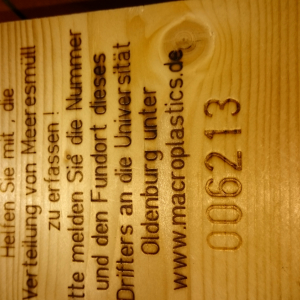 Helfen Sie mit , die
Verteilung von Meeresmüll
zu erfassen !
tte melden Sie die Nummer
und den Fundort dieses
Drifters an die Universität
Oldenburg unter
www.macroplastics.de
006213